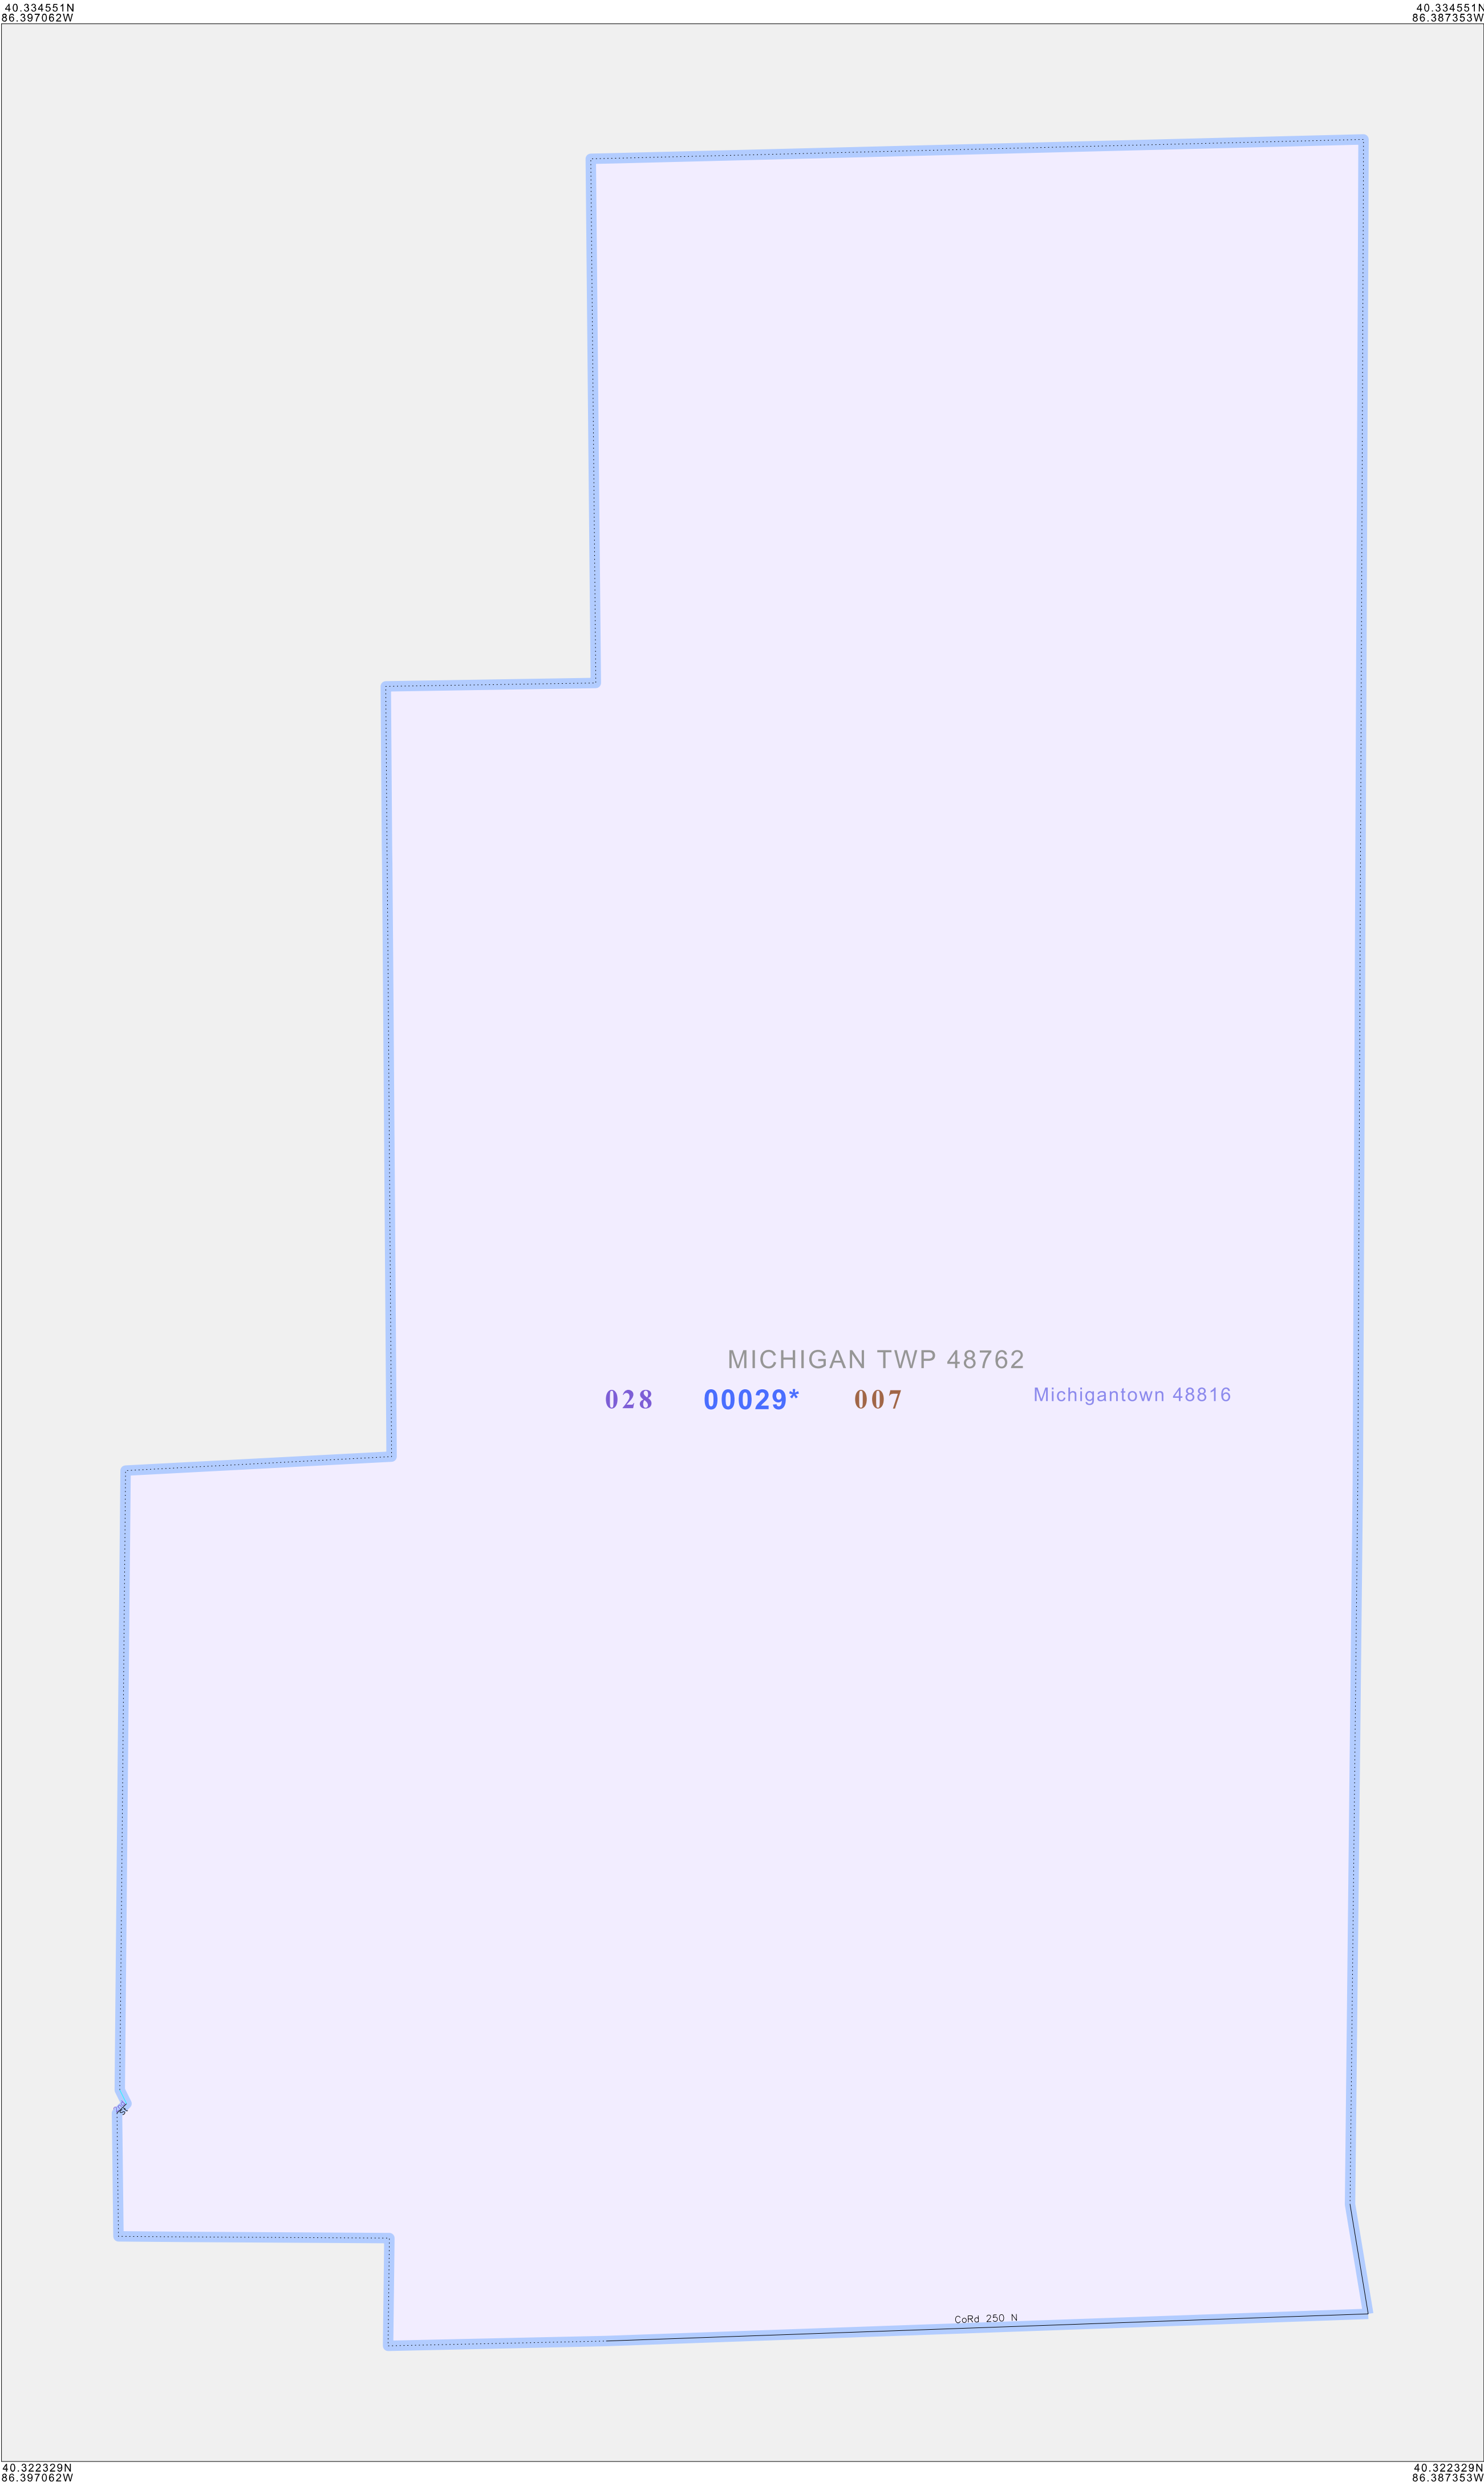 40.334551N
86.397062W
40.334551N
86.387353W
MICHIGAN TWP 48762
028 00029* 007 Michigantown 48816
CoRd 250 N
40.322329N
86.397062W
40.322329N
86.387353W